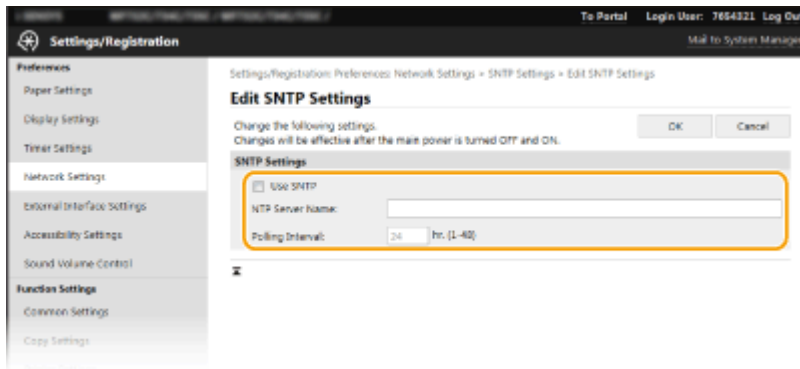 To Portal Login User: 7654321 Log Ou
Settings/Registration
Mail to System Manager
Preferences
Paper Settings
Display Settings
Timer Settings
Network Settings
External Interface Settings
Accessibility Settings
Sound Volume Control
Function Settings
Common Settings
Copy Settings
Settings/Registration: Preferences: Network Settings > SNTP Settings > Edit SNTP Settings
Edit SNTP Settings
Change the following settings.
Changes will be effective after the main power is turned OFF and ON.
OK Cancel
SNTP Settings
Use SNTP
NTP Server Name:
Polling Interval: 24 hr. (1-48)